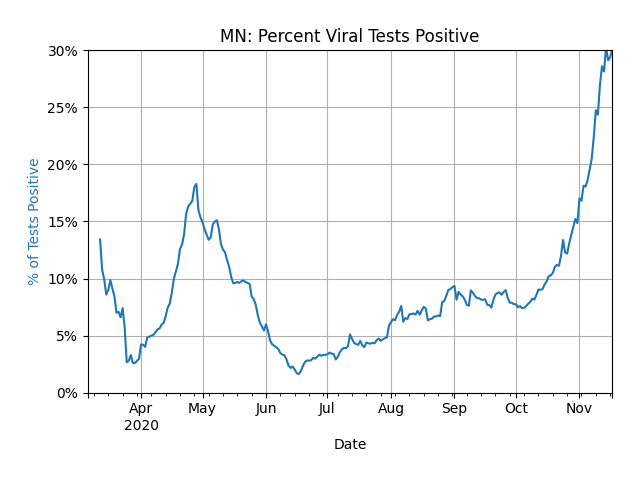 MN: Percent Viral Tests Positive
% of Tests Positive
30%
25%
20%
15%
10%
5%
0%
Apr May Jun Jul Aug Sep Oct Nov
2020
Date